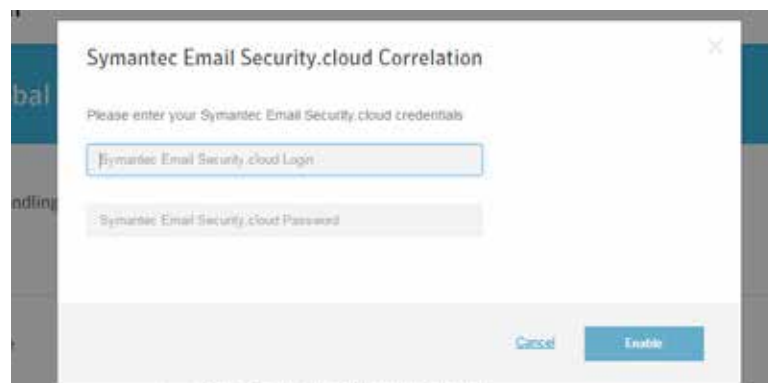 Symantec Email Security.cloud Correlation
bal
Please enter your Symantec Email Security.cloud credentials
Symantec Email Security.cloud Login
ndling
Symantec Email Security.cloud Password
Cancel
Enable